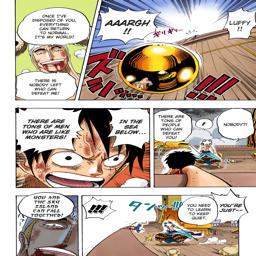 ONCE I'VE
DISPOSED OF YOU,
EVERYTHING
CAN RETURN
TO NORMAL.
IT'S MY WORLD!
THERE IS
NOBODY LEFT
WHO CAN
DEFEAT ME!
AAARGH
!!
LUFFY
!!
THERE ARE
TONS OF MEN
WHO ARE LIKE
MONSTERS!
IN THE
SEA
BELOW...
THERE ARE
TONS OF
PEOPLE
WHO CAN
DEFEAT
YOU!
NOBODY?!
YOU AND
THE SKY
ISLAND
CAN FALL
TOGETHER!
!!!
YOU NEED
TO LEARN
TO KEEP
QUIET.
YOU'RE
JUST--